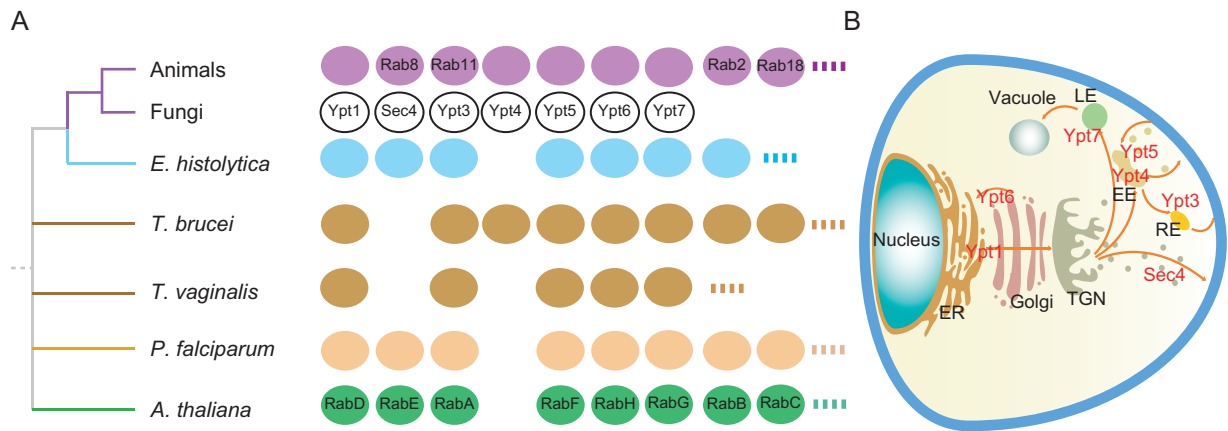 A
Animals
Rab8 Rab11 Rab2 Rab18
Fungi
Ypt1 Sec4 Ypt3 Ypt4 Ypt5 Ypt6 Ypt7
E. histolytica
T. brucei
T. vaginalis
P. falciparum
A. thaliana
RabD RabE RabA RabF RabH RabG RabB RabC
B
LE
Vacuole
Ypt7
Ypt5
Ypt4
EE
Ypt6
Ypt3
RE
Nucleus
Ypt1
Sec4
Golgi
TGN
ER